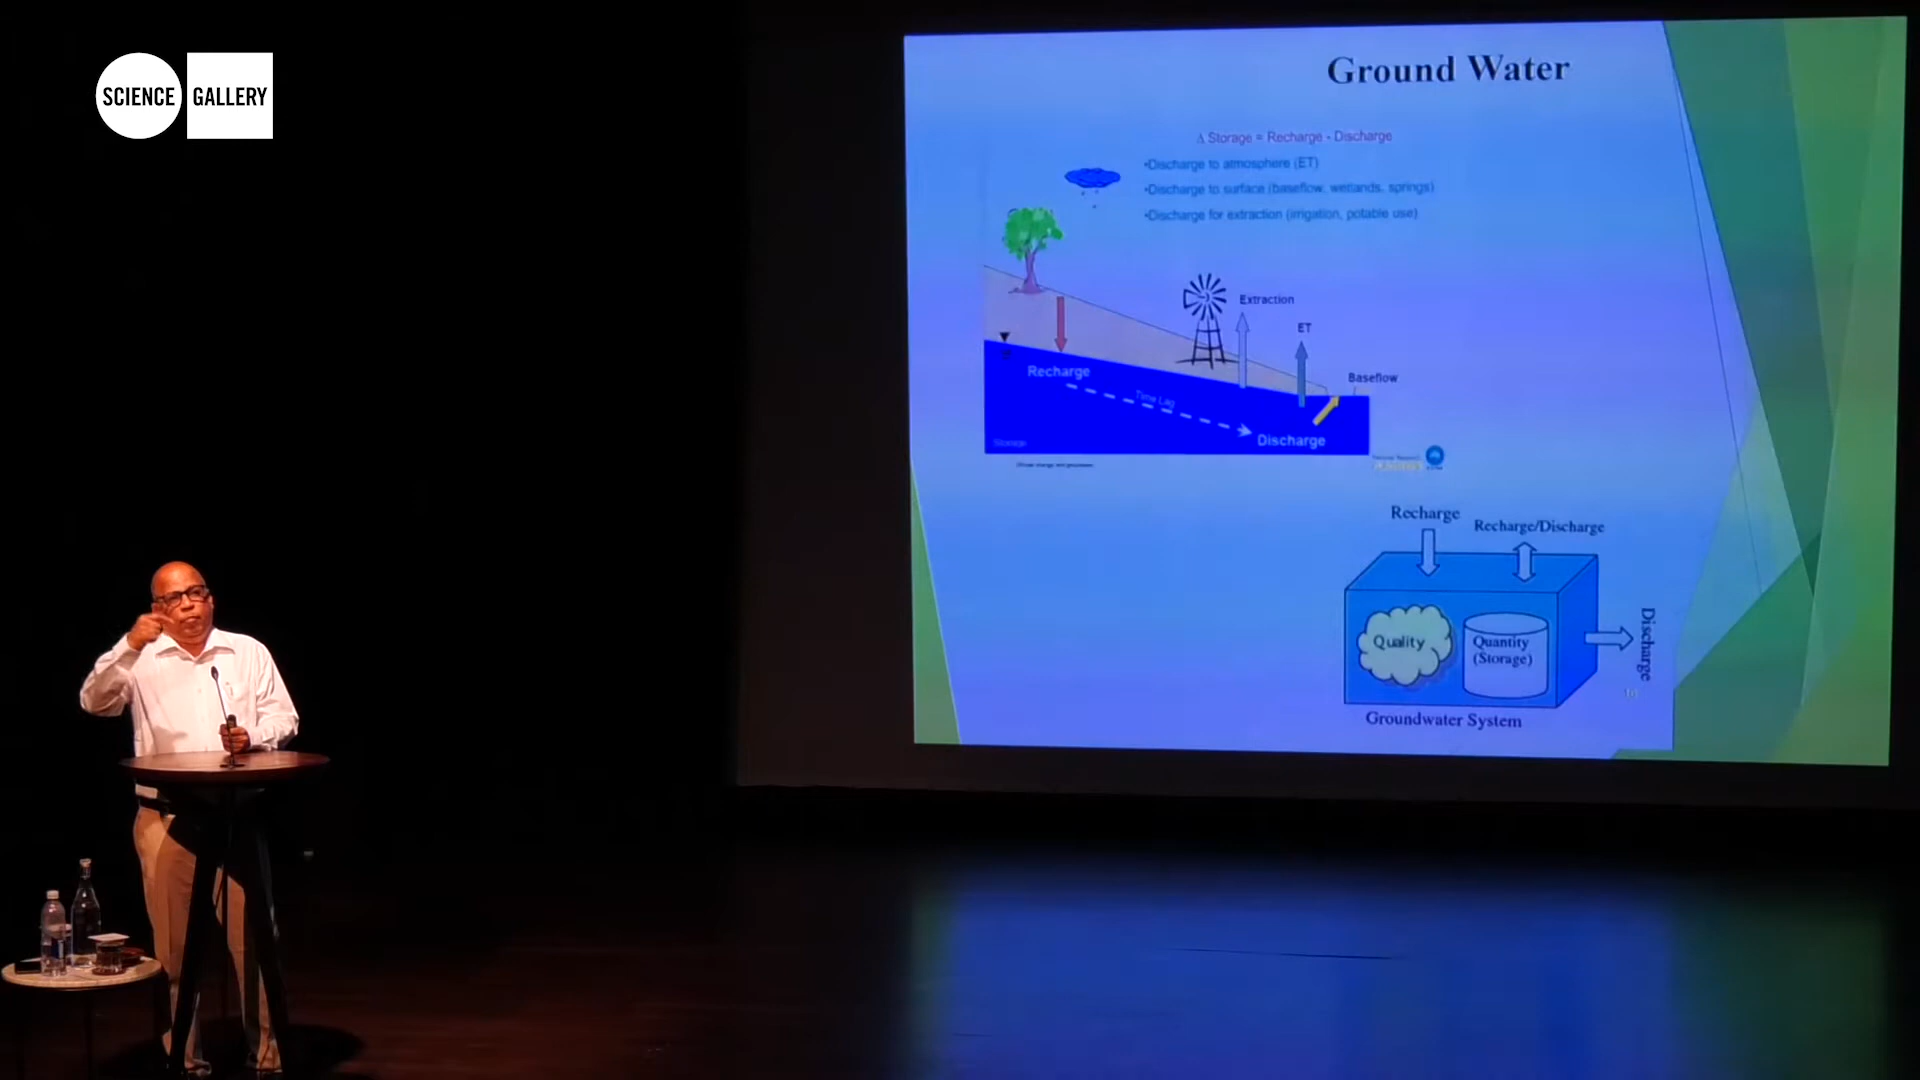 SCIENCE GALLERY
Ground Water
Δ Storage = Recharge - Discharge
•Discharge to atmosphere (ET)
•Discharge to surface (baseflow, wetlands, springs)
•Discharge for extraction (irrigation, potable use)
Extraction
ET
Baseflow
Recharge
Time Lag
Discharge
Storage
Recharge
Recharge/Discharge
Quality
Quantity
(Storage)
Discharge
Groundwater System